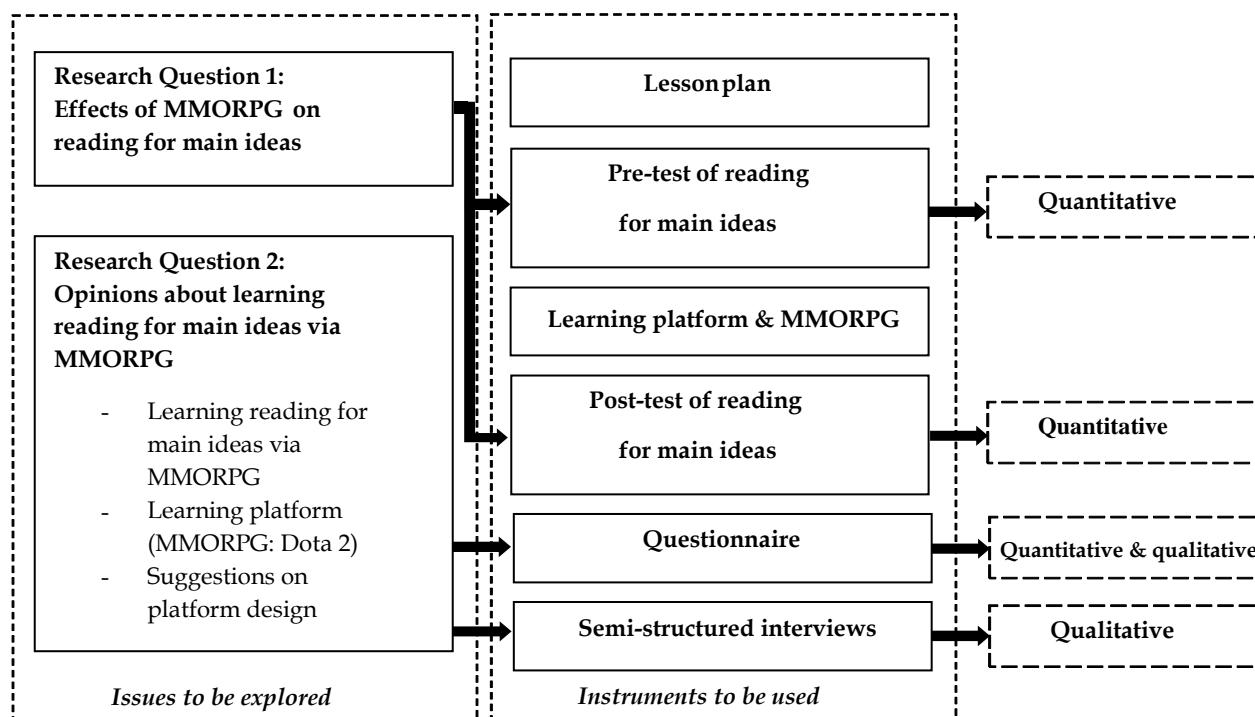 Research Question 1:
Effects of MMORPG on
reading for main ideas
Research Question 2:
Opinions about learning
reading for main ideas via
MMORPG
- Learning reading for
main ideas via
MMORPG
- Learning platform
(MMORPG: Dota 2)
- Suggestions on
platform design
Issues to be explored
Lesson plan
Pre-test of reading
for main ideas
Learning platform & MMORPG
Post-test of reading
for main ideas
Questionnaire
Semi-structured interviews
Instruments to be used
Quantitative
Quantitative
Quantitative & qualitative
Qualitative